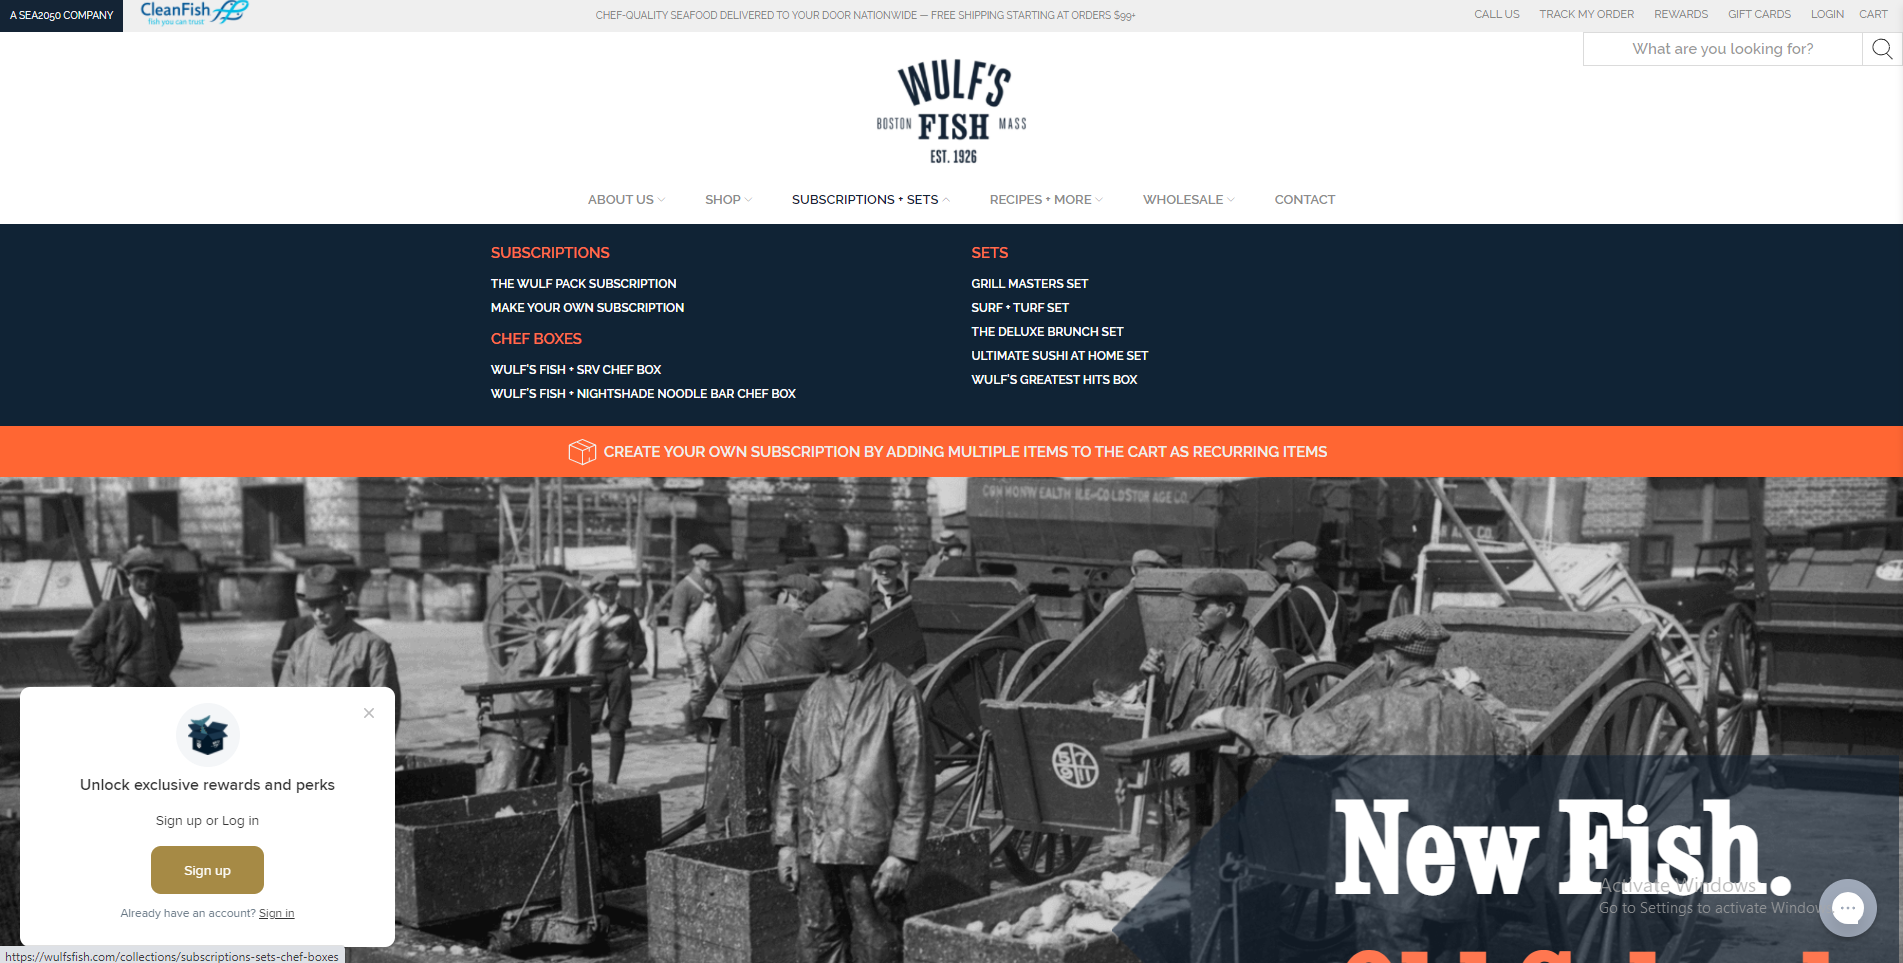 A SEA2050 COMPANY
CleanFish
fish you can trust
CHEF-QUALITY SEAFOOD DELIVERED TO YOUR DOOR NATIONWIDE — FREE SHIPPING STARTING AT ORDERS $99+
CALL US
TRACK MY ORDER
REWARDS
GIFT CARDS
LOGIN
CART
What are you looking for?
WULF'S
BOSTON FISH MASS
EST. 1926
ABOUT US
SHOP
SUBSCRIPTIONS + SETS
RECIPES + MORE
WHOLESALE
CONTACT
SUBSCRIPTIONS
THE WULF PACK SUBSCRIPTION
MAKE YOUR OWN SUBSCRIPTION
CHEF BOXES
WULF'S FISH + SRV CHEF BOX
WULF'S FISH + NIGHTSHADE NOODLE BAR CHEF BOX
SETS
GRILL MASTERS SET
SURF + TURF SET
THE DELUXE BRUNCH SET
ULTIMATE SUSHI AT HOME SET
WULF'S GREATEST HITS BOX
CREATE YOUR OWN SUBSCRIPTION BY ADDING MULTIPLE ITEMS TO THE CART AS RECURRING ITEMS
COMMONWEALTH ICE-COLD STORAGE CO.
New Fish.
Activate Windows
Go to Settings to activate Window
Unlock exclusive rewards and perks
Sign up or Log in
Sign up
Already have an account? Sign in
https://wulfsfish.com/collections/subscriptions-sets-chef-boxes